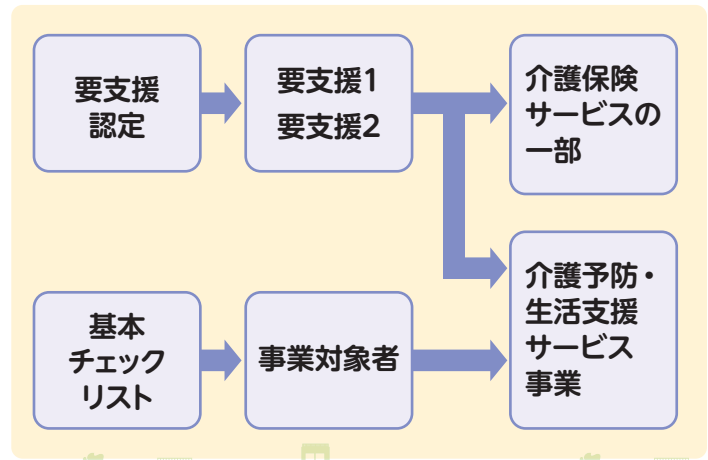 要支援
認定
要支援1
要支援2
介護保険
サービスの
一部
基本
チェック
リスト
事業対象者
介護予防・
生活支援
サービス
事業